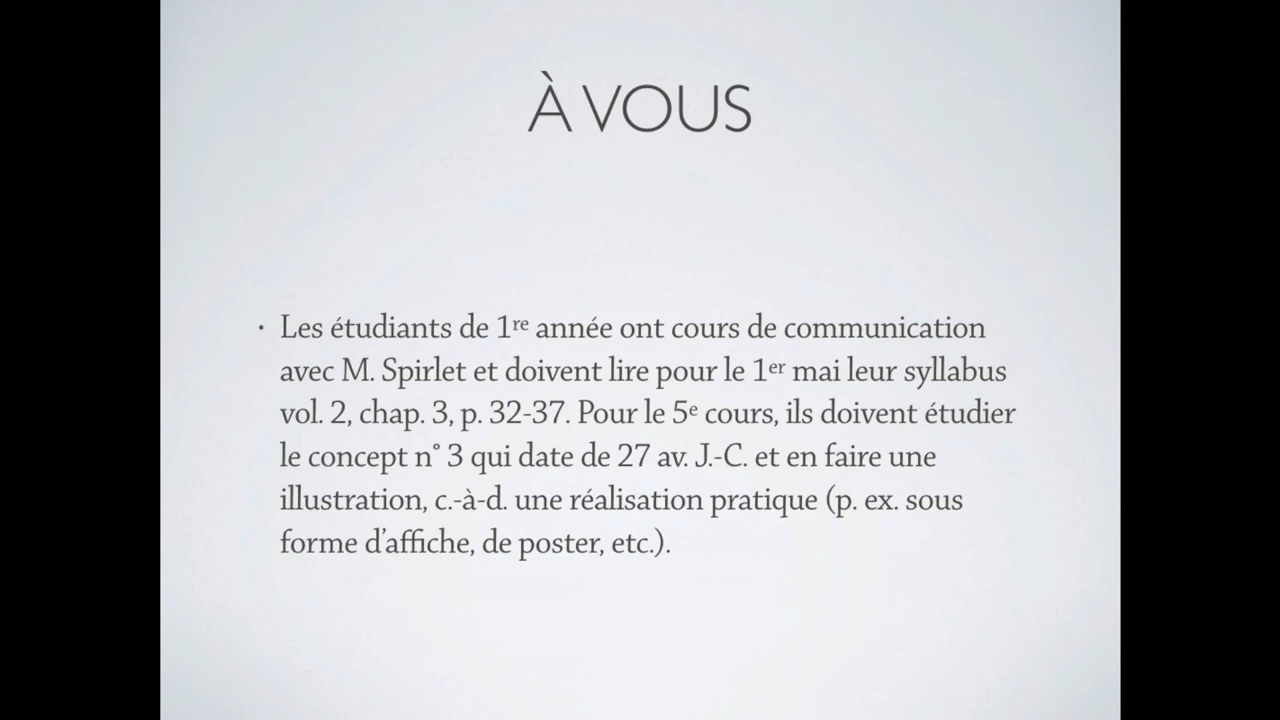 À VOUS
• Les étudiants de 1re année ont cours de communication
avec M. Spirlet et doivent lire pour le 1er mai leur syllabus
vol. 2, chap. 3, p. 32-37. Pour le 5e cours, ils doivent étudier
le concept n° 3 qui date de 27 av. J.-C. et en faire une
illustration, c.-à-d. une réalisation pratique (p. ex. sous
forme d’affiche, de poster, etc.).